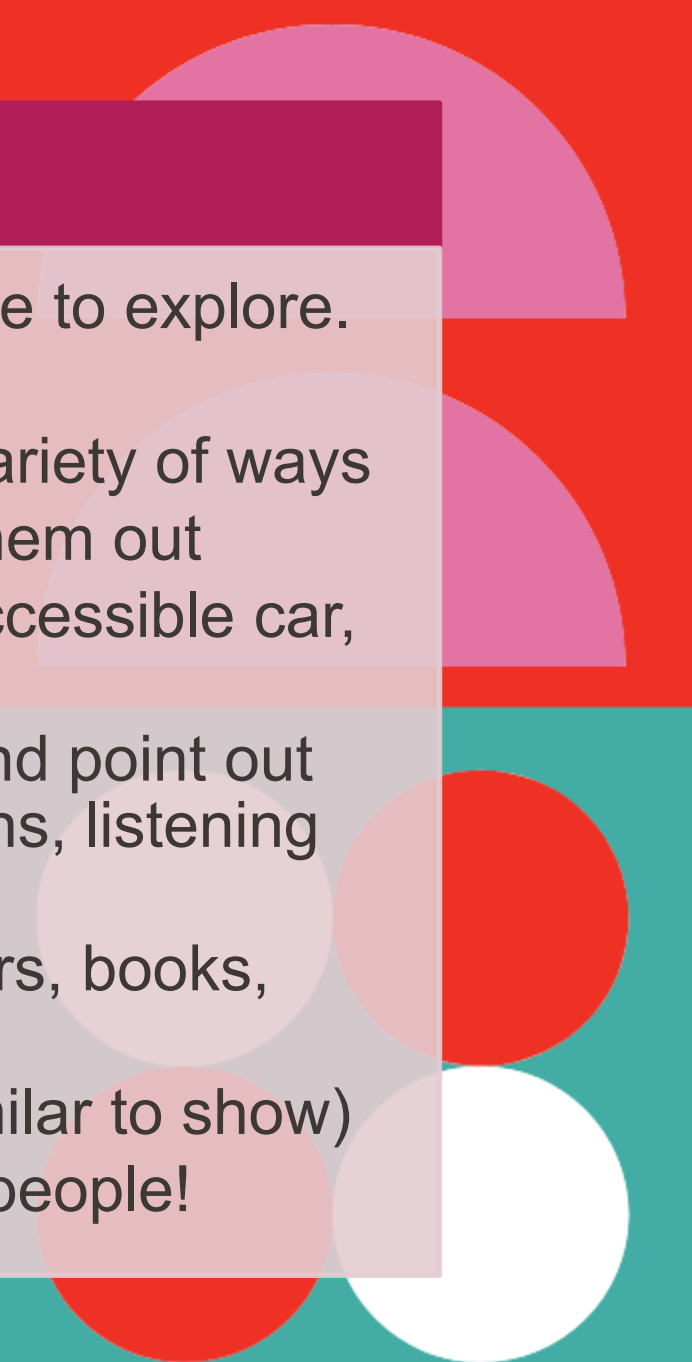 e to explore.
ariety of ways
hem out
ccessible car,
nd point out
ns, listening
rs, books,
milar to show)
people!